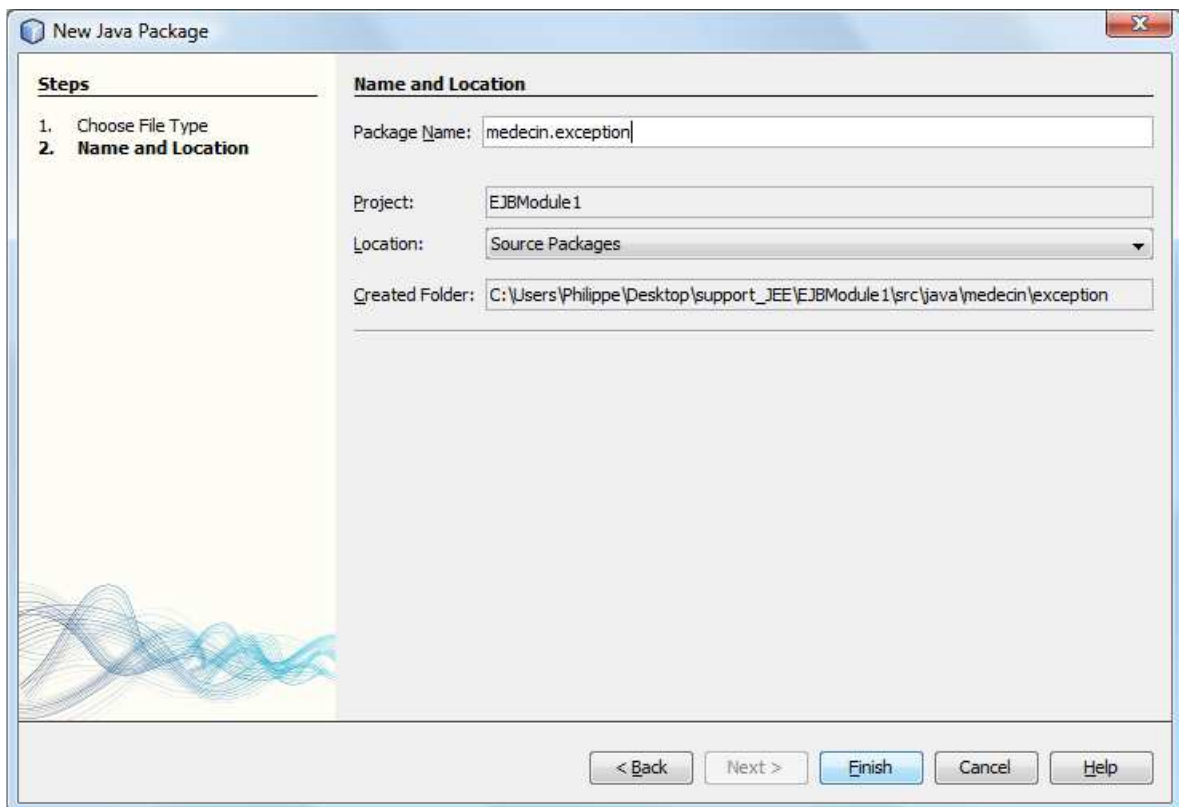 New Java Package
Steps
1. Choose File Type
2. Name and Location
Name and Location
Package Name: medecin.exception
Project: EJBModule1
Location: Source Packages
Created Folder: C:\Users\Philippe\Desktop\support_JEE\EJBModule1\src\java\medecin\exception
< Back Next > Finish Cancel Help